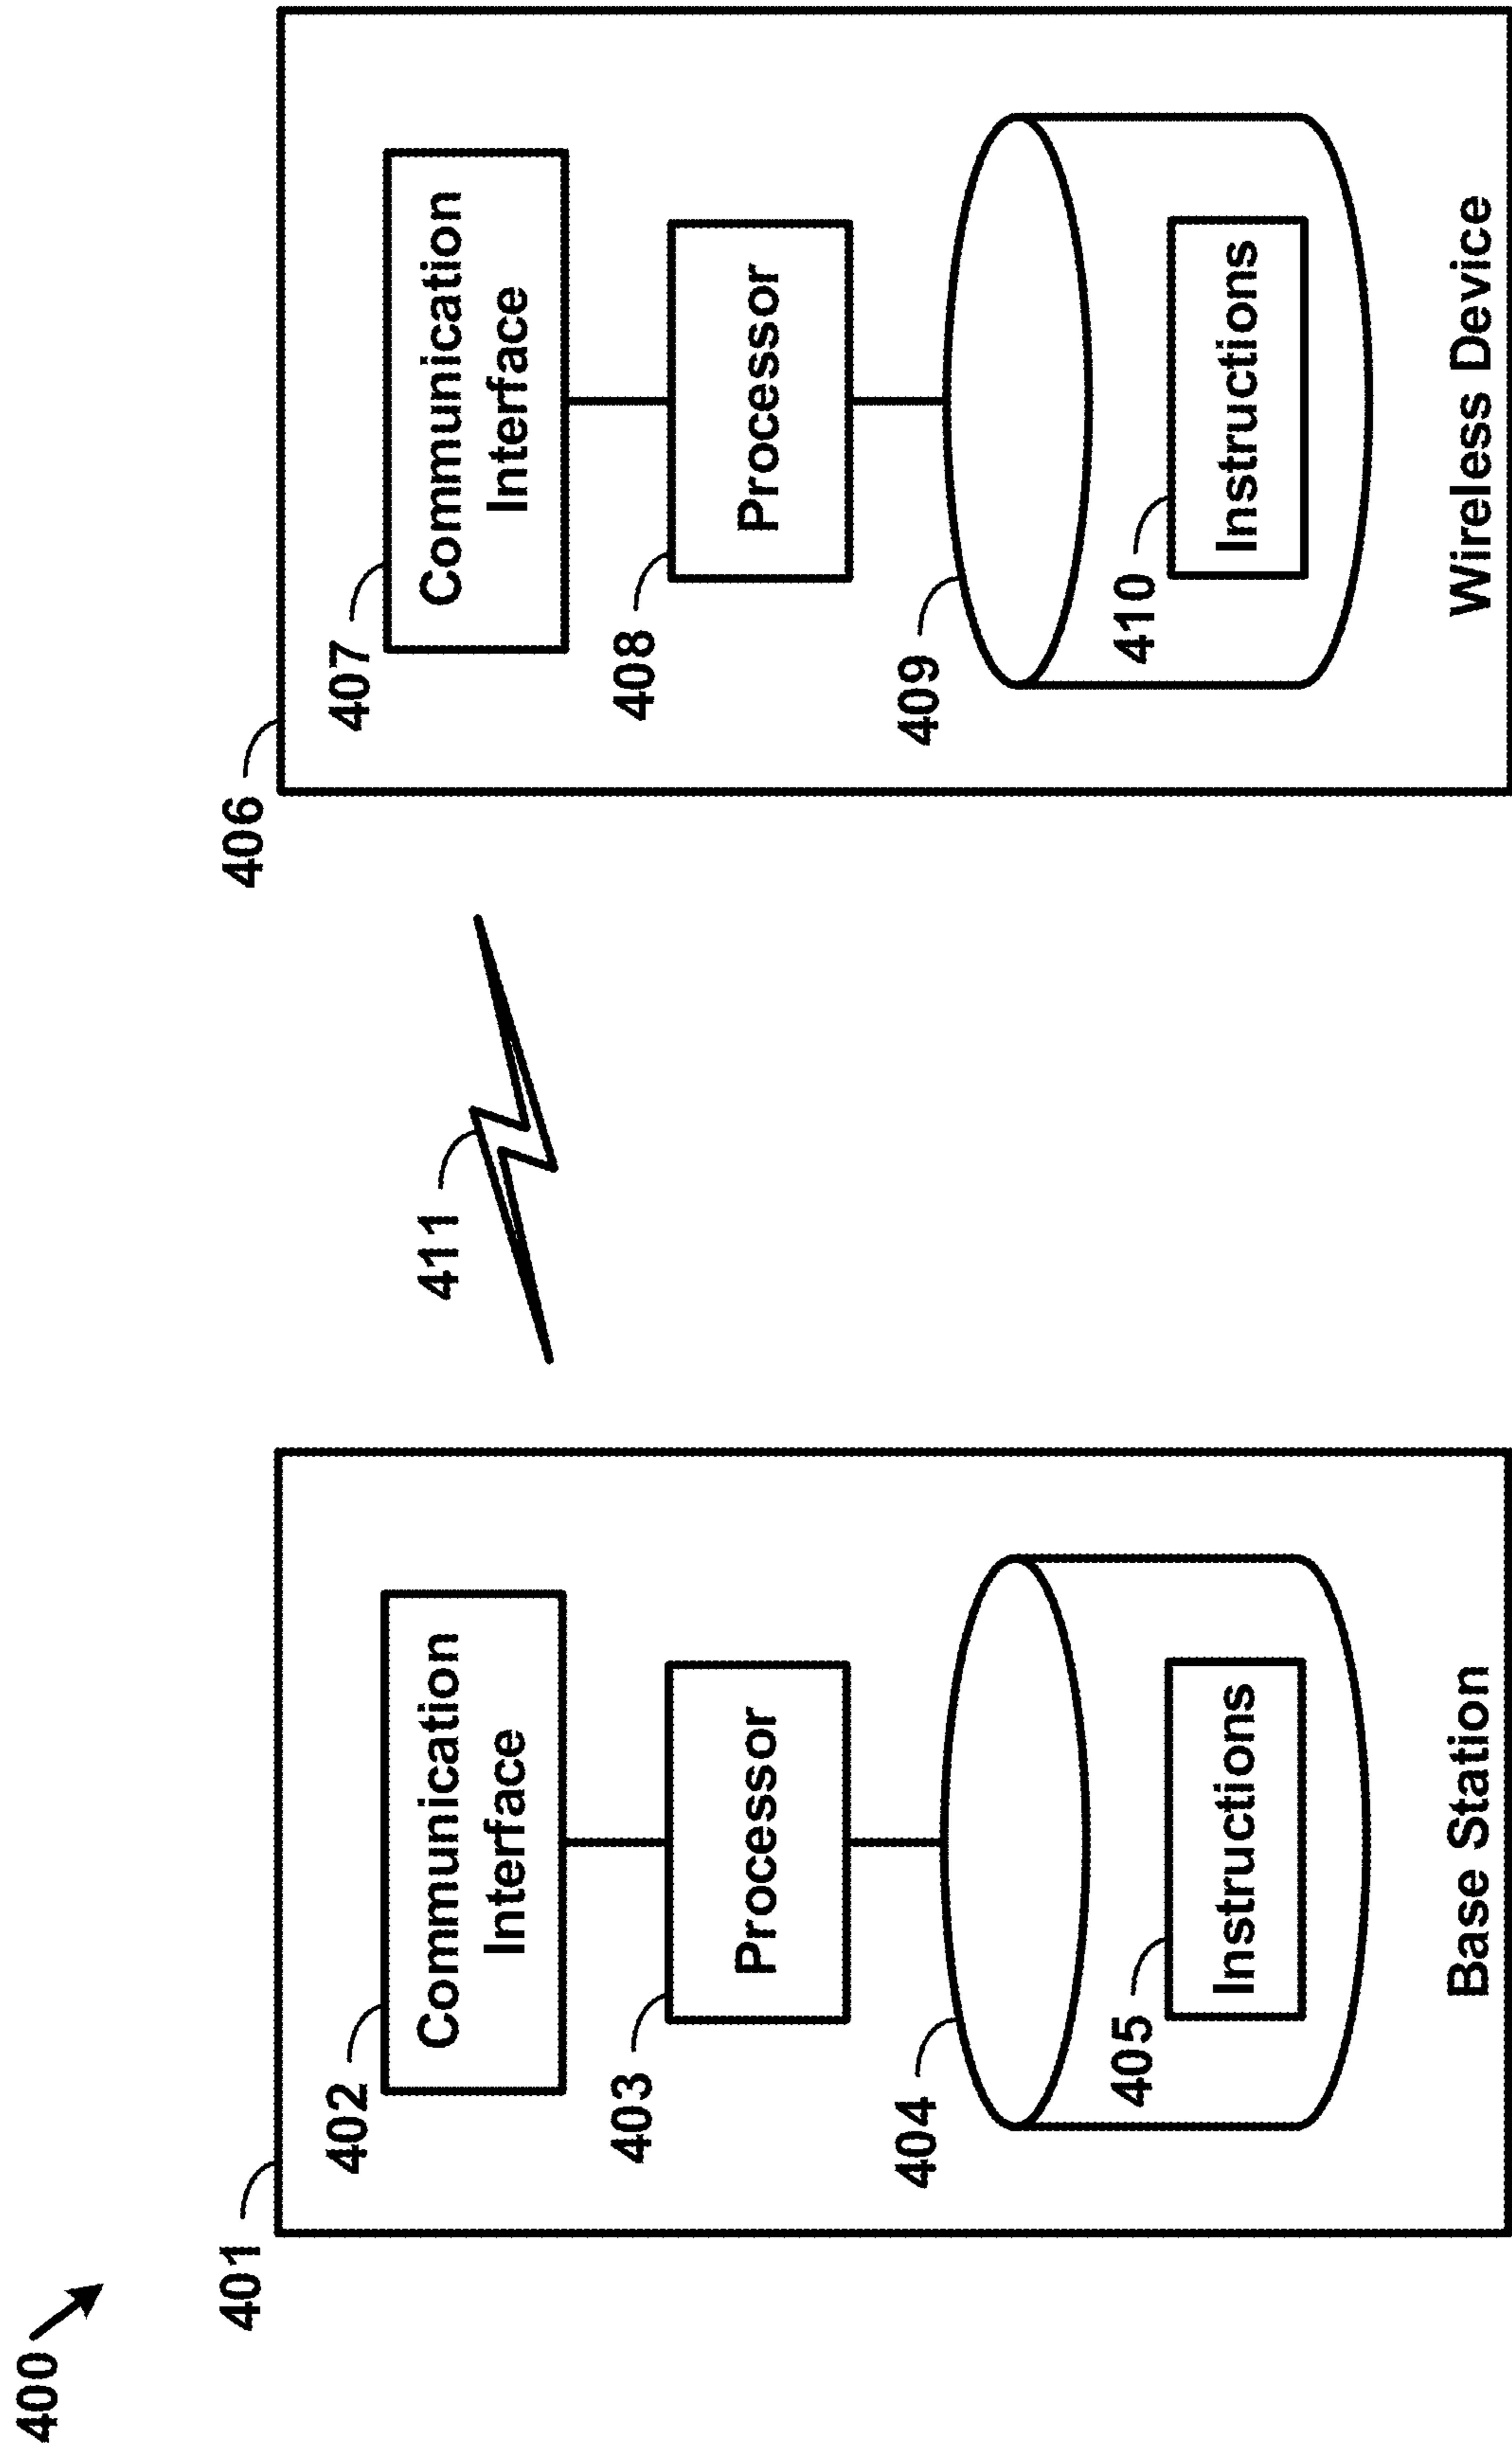 400
401
402
Communication
Interface
403
Processor
404
405
Instructions
Base Station
411
406
407
Communication
Interface
408
Processor
409
410
Instructions
Wireless Device